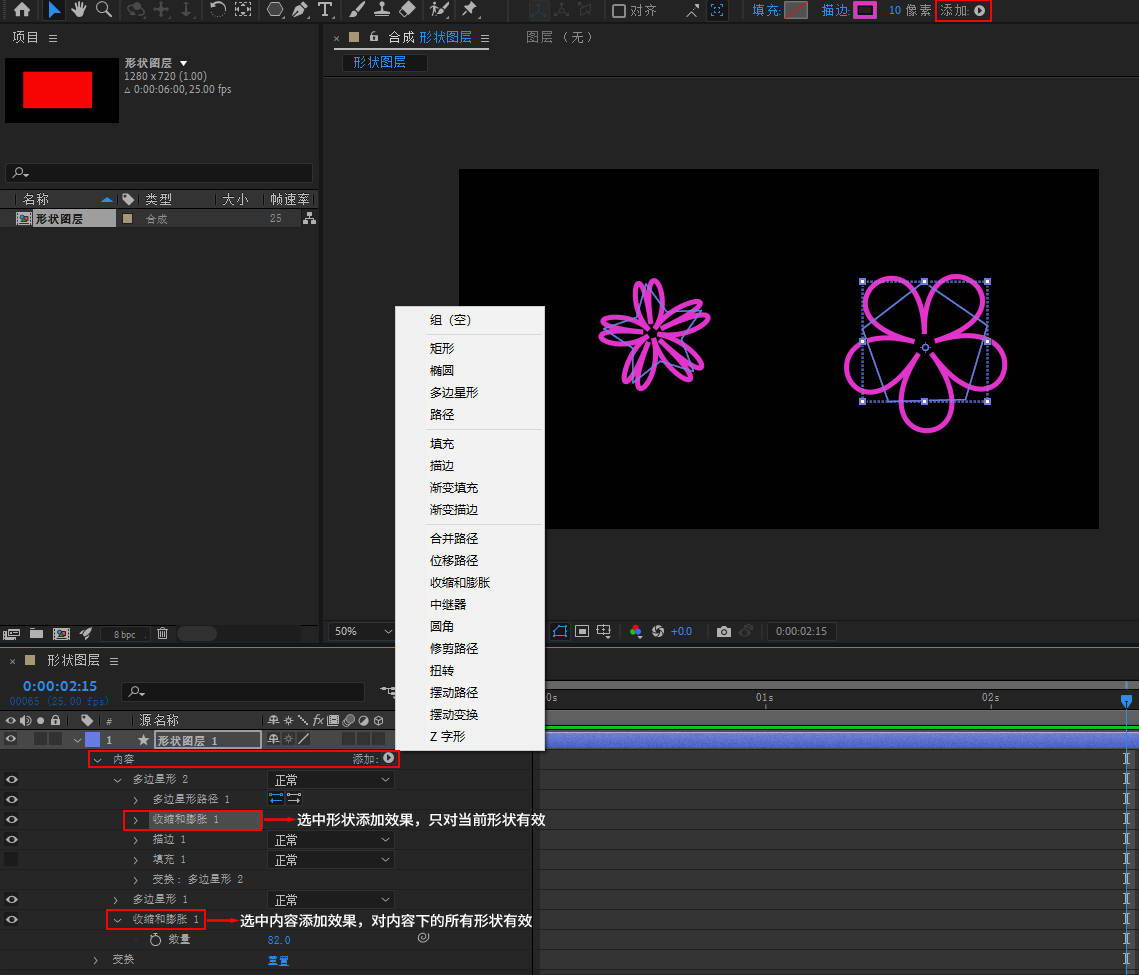 对齐 填充: 描边: 10 像素 添加:
项目
合成 形状图层 图层 （无）
形状图层
形状图层
1280 x 720 (1.00)
△ 0:00:06:00, 25.00 fps
名称 类型 大小 帧速率
形状图层 合成 25
组（空）
矩形
椭圆
多边星形
路径
填充
描边
渐变填充
渐变描边
合并路径
位移路径
收缩和膨胀
中继器
圆角
修剪路径
扭转
摆动路径
摆动变换
Z 字形
8 bpc
50% +0.0 0:00:02:15
形状图层
0:00:02:15
00065 (25.00 fps)
0s 01s 02s
# 源名称 fx
1 形状图层 1
内容 添加:
多边星形 2 正常
多边星形路径 1
收缩和膨胀 1 选中形状添加效果，只对当前形状有效
描边 1 正常
填充 1 正常
变换: 多边星形 2
多边星形 1 正常
收缩和膨胀 1 选中内容添加效果，对内容下的所有形状有效
数量 82.0
变换 重置